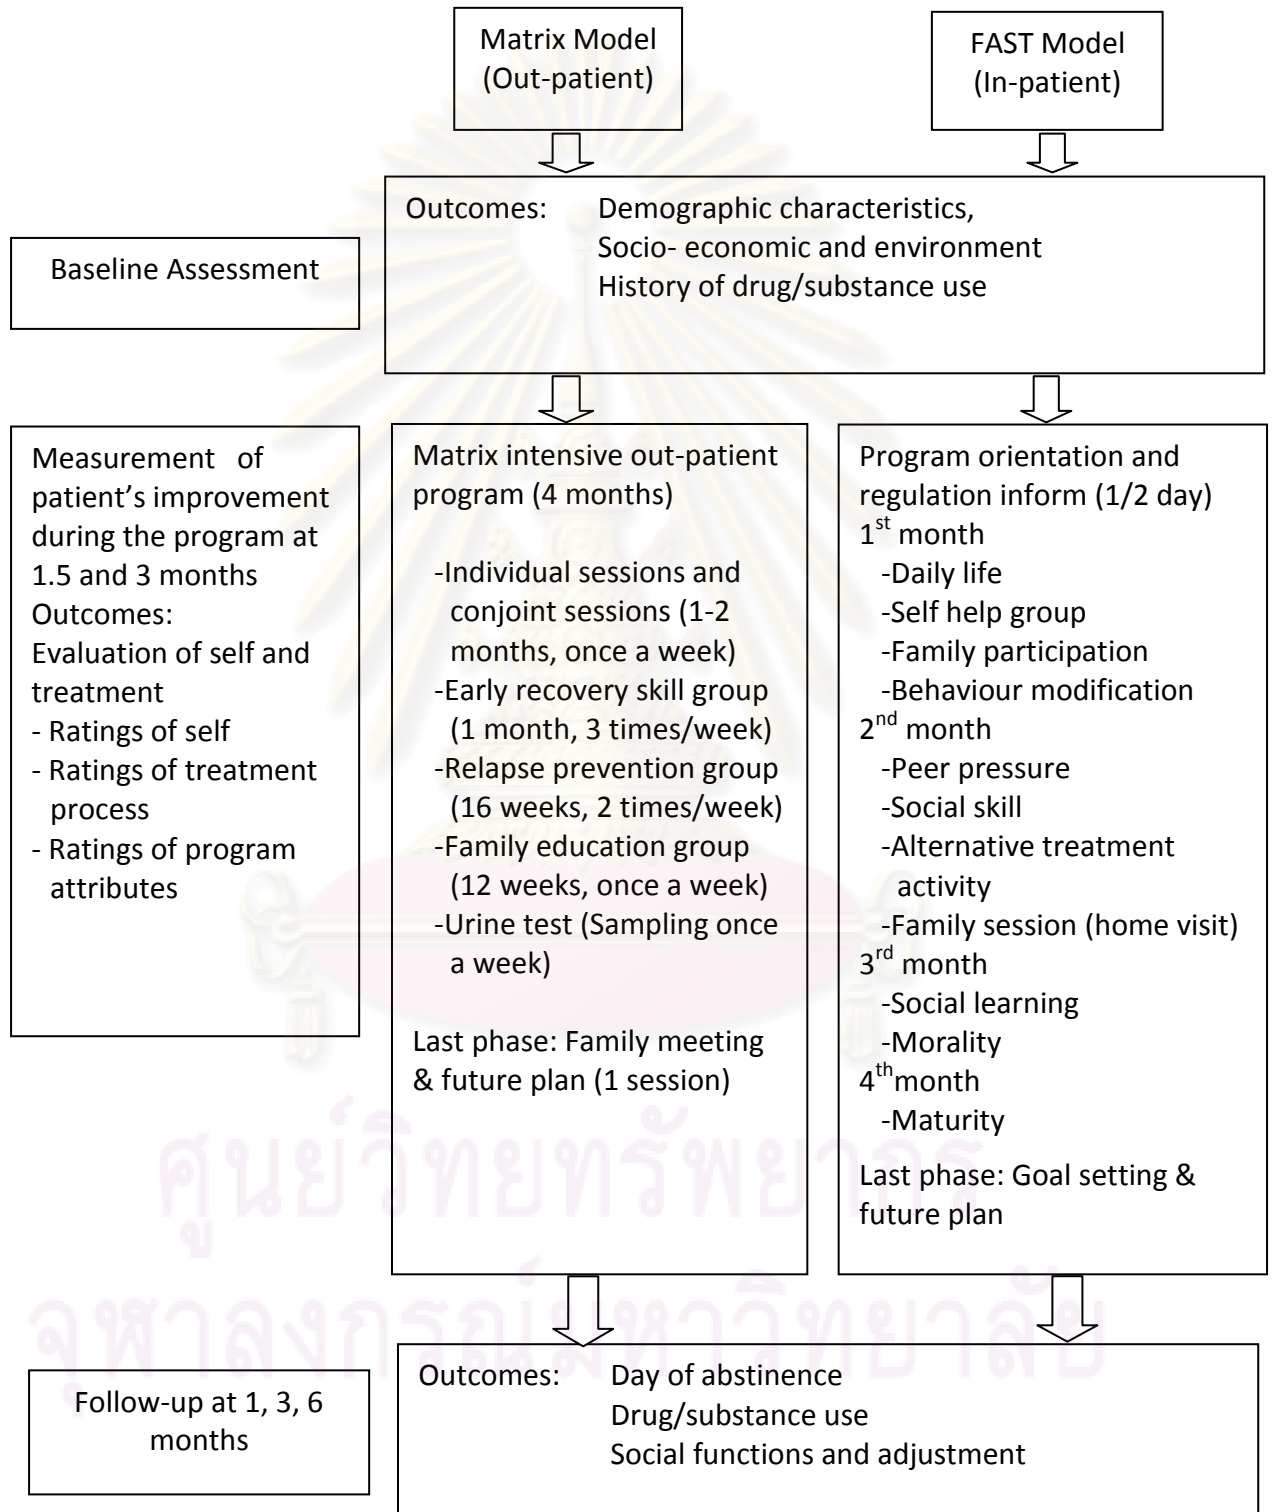 Matrix Model
(Out-patient)
FAST Model
(In-patient)
Baseline Assessment
Outcomes: Demographic characteristics,
Socio- economic and environment
History of drug/substance use
Measurement of
patient’s improvement
during the program at
1.5 and 3 months
Outcomes:
Evaluation of self and
treatment
- Ratings of self
- Ratings of treatment
process
- Ratings of program
attributes
Matrix intensive out-patient
program (4 months)
-Individual sessions and
conjoint sessions (1-2
months, once a week)
-Early recovery skill group
(1 month, 3 times/week)
-Relapse prevention group
(16 weeks, 2 times/week)
-Family education group
(12 weeks, once a week)
-Urine test (Sampling once
a week)
Last phase: Family meeting
& future plan (1 session)
Program orientation and
regulation inform (1/2 day)
1st month
-Daily life
-Self help group
-Family participation
-Behaviour modification
2nd month
-Peer pressure
-Social skill
-Alternative treatment
activity
-Family session (home visit)
3rd month
-Social learning
-Morality
4th month
-Maturity
Last phase: Goal setting &
future plan
ศูนย์วิทยทรัพยากร
จุฬาลงกรณ์มหาวิทยาลัย
Follow-up at 1, 3, 6
months
Outcomes: Day of abstinence
Drug/substance use
Social functions and adjustment